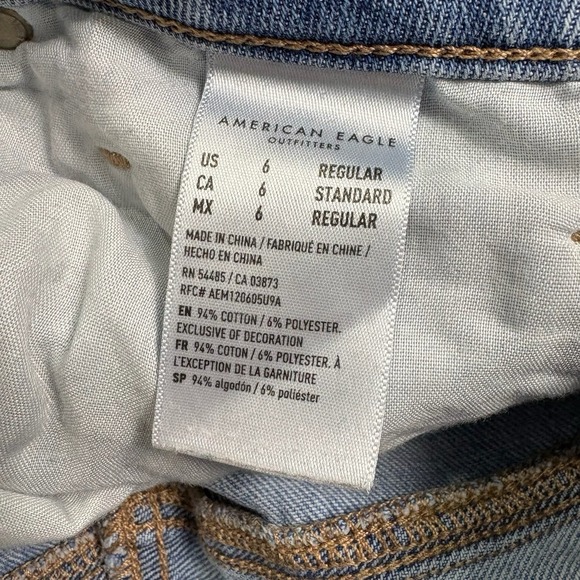 AMERICAN EAGLE
OUTFITTERS
US 6 REGULAR
CA 6 STANDARD
MX 6 REGULAR
MADE IN CHINA / FABRIQUÉ EN CHINE /
HECHO EN CHINA
RN 54485 / CA 03873
RFC# AEM120605U9A
EN 94% COTTON / 6% POLYESTER.
EXCLUSIVE OF DECORATION
FR 94% COTON / 6% POLYESTER. À
L'EXCEPTION DE LA GARNITURE
SP 94% algodón / 6% poliéster